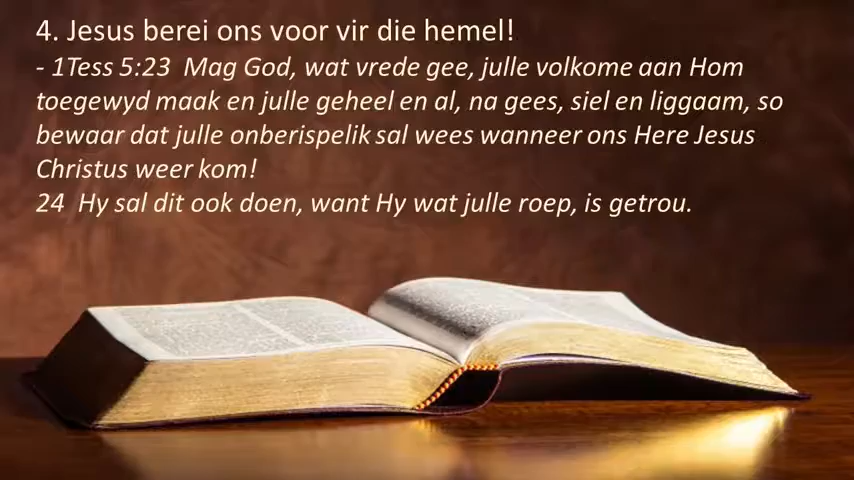 4. Jesus berei ons voor vir die hemel!
- 1Tess 5:23  Mag God, wat vrede gee, julle volkome aan Hom
toegewyd maak en julle geheel en al, na gees, siel en liggaam, so
bewaar dat julle onberispelik sal wees wanneer ons Here Jesus
Christus weer kom!
24  Hy sal dit ook doen, want Hy wat julle roep, is getrou.